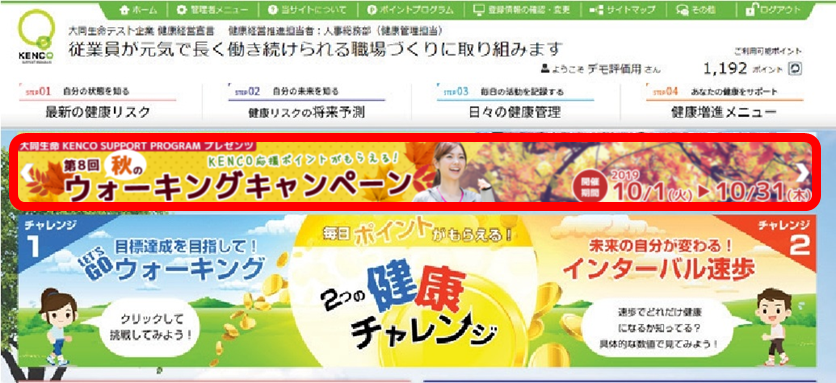 ホーム 管理者メニュー 当サイトについて ポイントプログラム 登録情報の確認・変更 サイトマップ その他 ログアウト
KENCO
大同生命テスト企業 健康経営宣言 健康経営推進担当者：人事総務部（健康管理担当）
従業員が元気で長く働き続けられる職場づくりに取り組みます
ご利用可能ポイント
ようこそ デモ評価用 さん
1,192 ポイント
STEP01 自分の状態を知る
最新の健康リスク
STEP02 自分の未来を知る
健康リスクの将来予測
STEP03 毎日の活動を記録する
日々の健康管理
STEP04 あなたの健康をサポート
健康増進メニュー
大同生命 KENCO SUPPORT PROGRAM プレゼンツ
KENCO応援ポイントがもらえる！
第8回 秋の
ウォーキングキャンペーン
開催期間
2019
10/1(火)▶10/31(木)
チャレンジ
1
LET'S GO
目標達成を目指して！
ウォーキング
クリックして
挑戦してみよう！
毎日ポイントがもらえる！
2つの健康
チャレンジ
チャレンジ
2
未来の自分が変わる！
インターバル速歩
速歩でどれだけ健康
になるか知ってる？
具体的な数値で見てみよう！